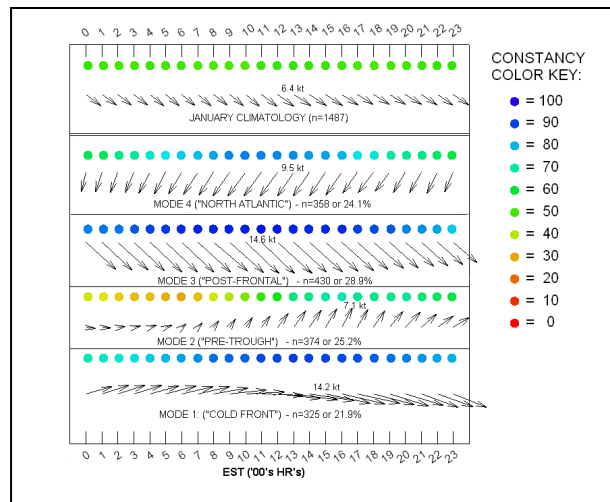 0 1 2 3 4 5 6 7 8 9 10 11 12 13 14 15 16 17 18 19 20 21 22 23
CONSTANCY
COLOR KEY:
6.4 kt
JANUARY CLIMATOLOGY (n=1487)
9.5 kt
MODE 4 ("NORTH ATLANTIC") - n=358 or 24.1%
14.6 kt
MODE 3 ("POST-FRONTAL") - n=430 or 28.9%
7.1 kt
MODE 2 ("PRE-TROUGH") - n=374 or 25.2%
14.2 kt
MODE 1: ("COLD FRONT") - n=325 or 21.9%
0 1 2 3 4 5 6 7 8 9 10 11 12 13 14 15 16 17 18 19 20 21 22 23
EST ('00's HR's)
= 100
= 90
= 80
= 70
= 60
= 50
= 40
= 30
= 20
= 10
= 0